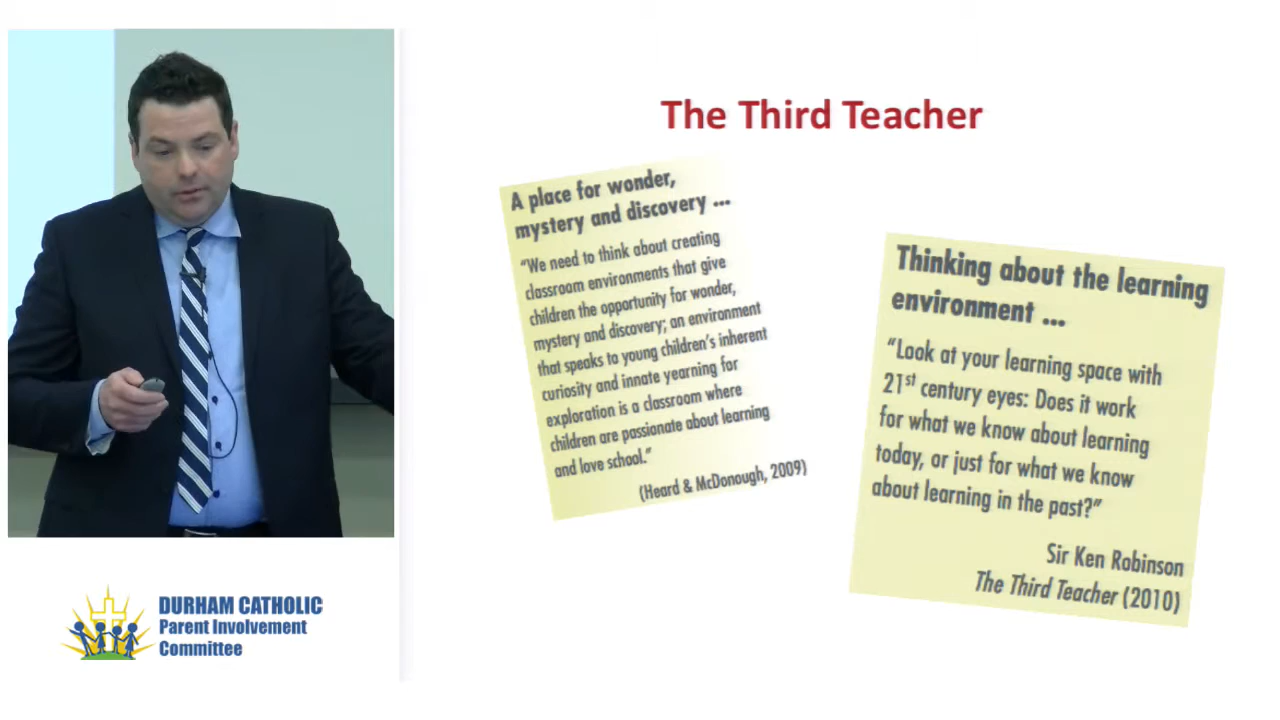 The Third Teacher
A place for wonder,
mystery and discovery ...
“We need to think about creating
classroom environments that give
children the opportunity for wonder,
mystery and discovery; an environment
that speaks to young children’s inherent
curiosity and innate yearning for
exploration is a classroom where
children are passionate about learning
and love school.”
(Heard & McDonough, 2009)
Thinking about the learning
environment ...
“Look at your learning space with
21st century eyes: Does it work
for what we know about learning
today, or just for what we know
about learning in the past?”
Sir Ken Robinson
The Third Teacher (2010)
DURHAM CATHOLIC
Parent Involvement
Committee